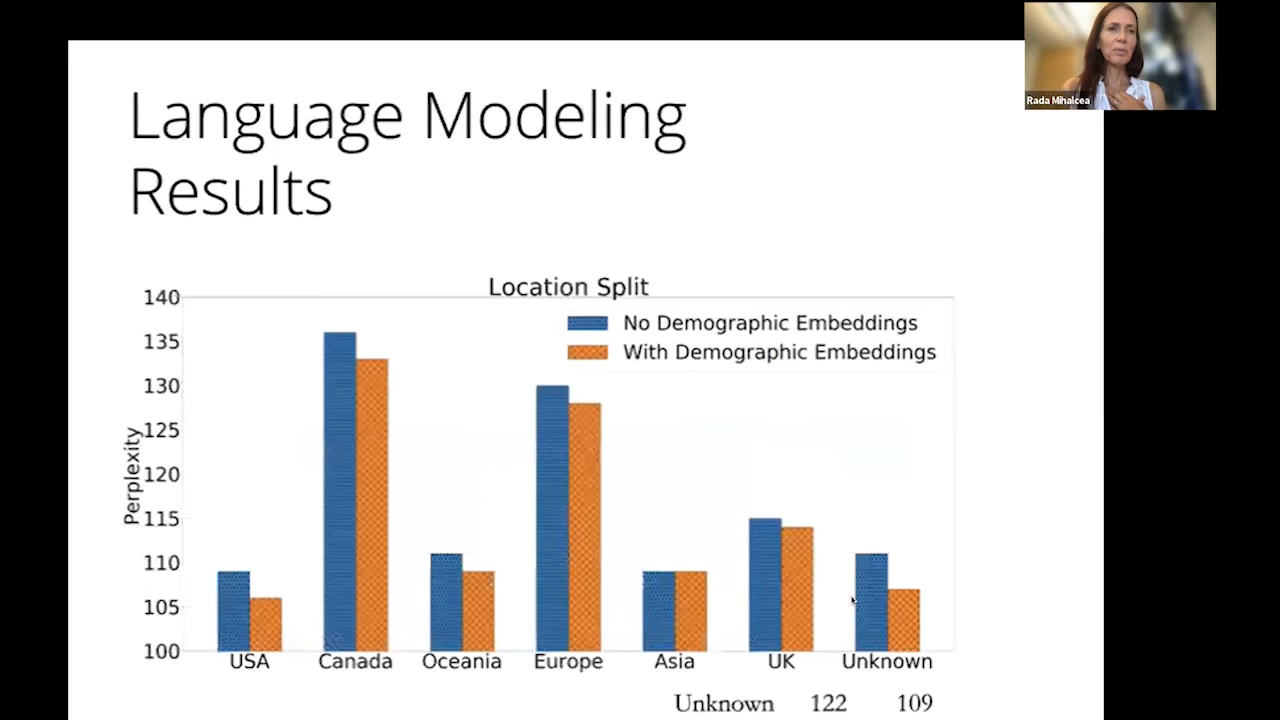 Rada Mihalcea
Language Modeling
Results
Location Split
No Demographic Embeddings
With Demographic Embeddings
Perplexity
140
135
130
125
120
115
110
105
100
USA Canada Oceania Europe Asia UK Unknown
Unknown 122 109